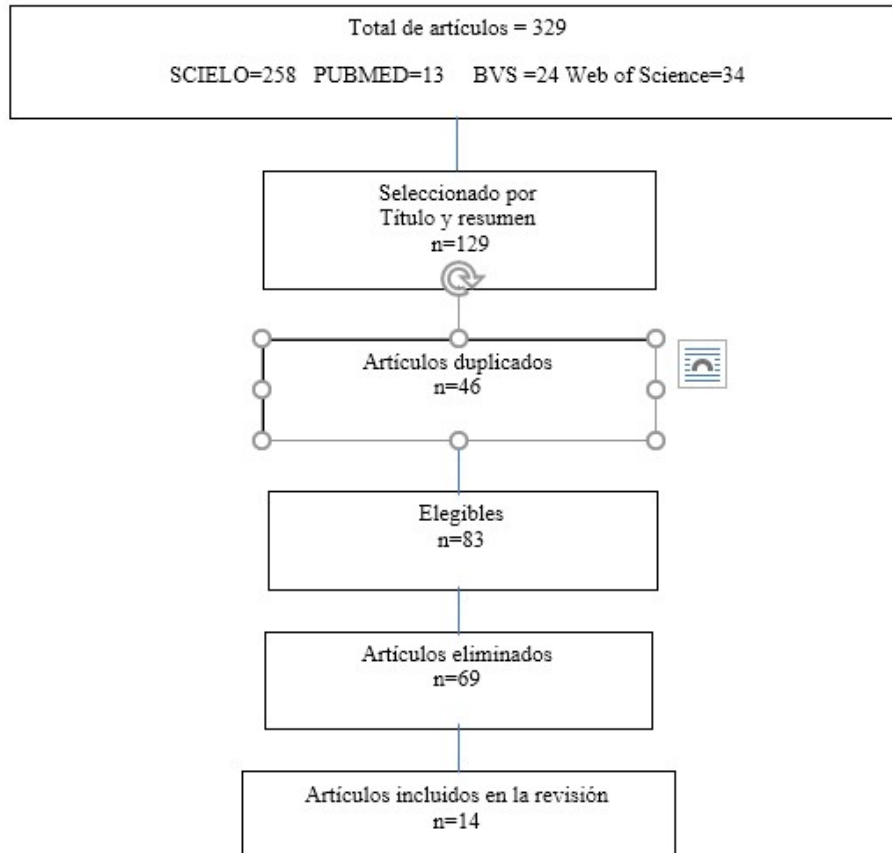 Total de artículos = 329
SCIELO=258 PUBMED=13 BVS =24 Web of Science=34
Seleccionado por
Título y resumen
n=129
Artículos duplicados
n=46
Elegibles
n=83
Artículos eliminados
n=69
Artículos incluidos en la revisión
n=14